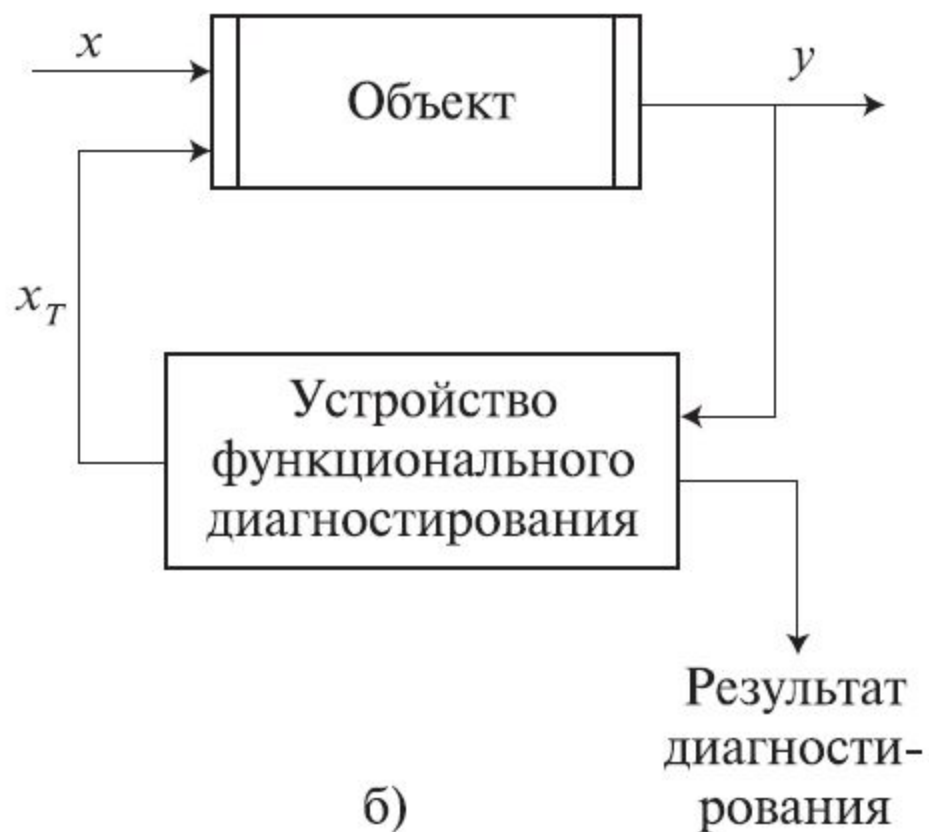 x
Объект
y
x_T
Устройство
функционального
диагностирования
Результат
диагности-
рования
б)